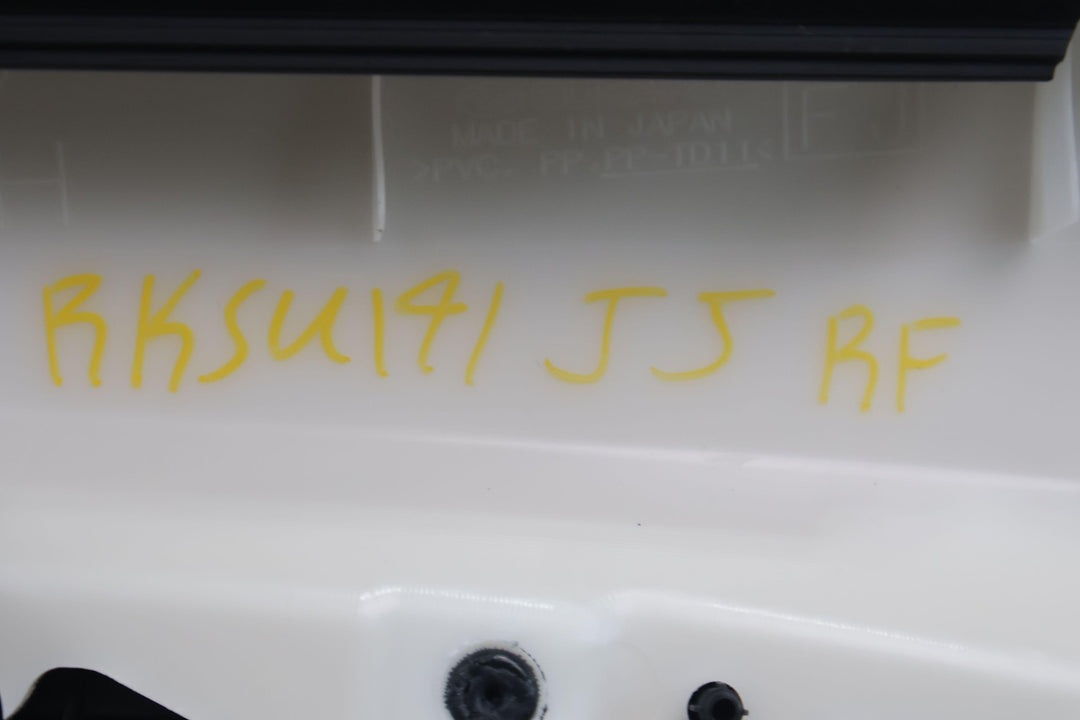 MADE IN JAPAN
>PVC, PP, PP-TD11<
RKSU141 JJ RF